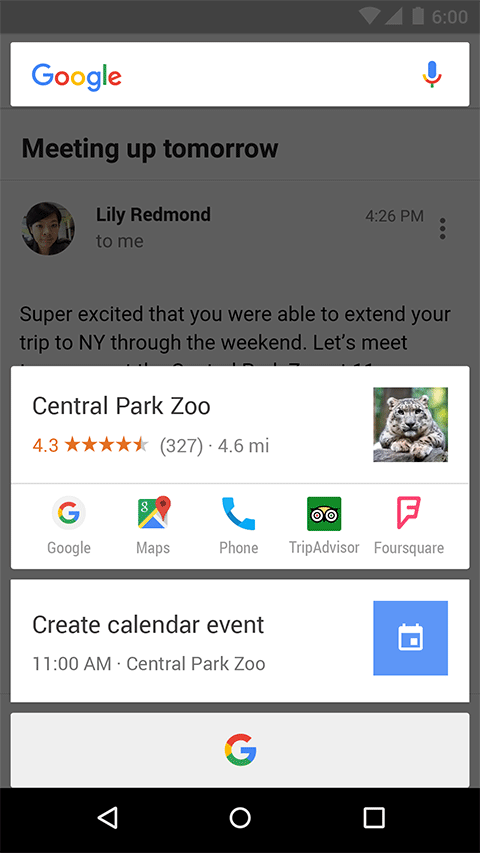 6:00
Google
Meeting up tomorrow
Lily Redmond
4:26 PM
to me
Super excited that you were able to extend your
trip to NY through the weekend. Let’s meet
Central Park Zoo
4.3 (327) · 4.6 mi
Google Maps Phone TripAdvisor Foursquare
Create calendar event
11:00 AM · Central Park Zoo